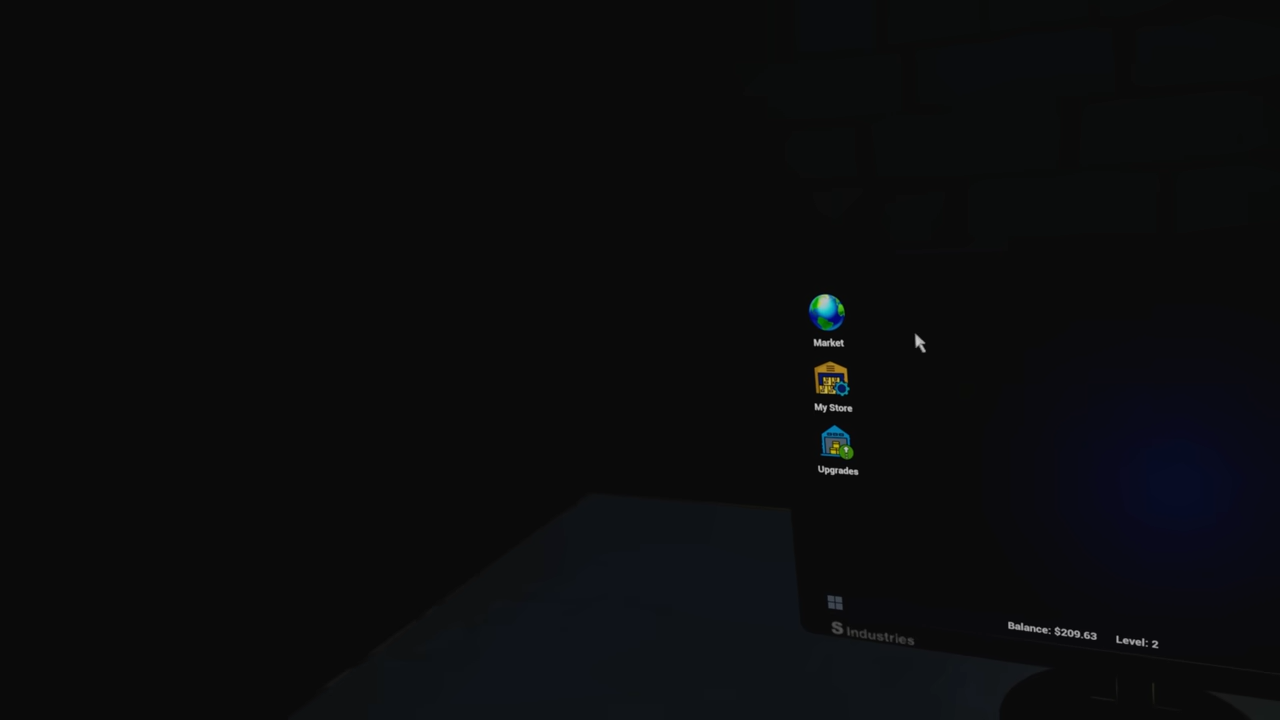 Market
My Store
Upgrades
Balance: $209.63 Level: 2
S Industries